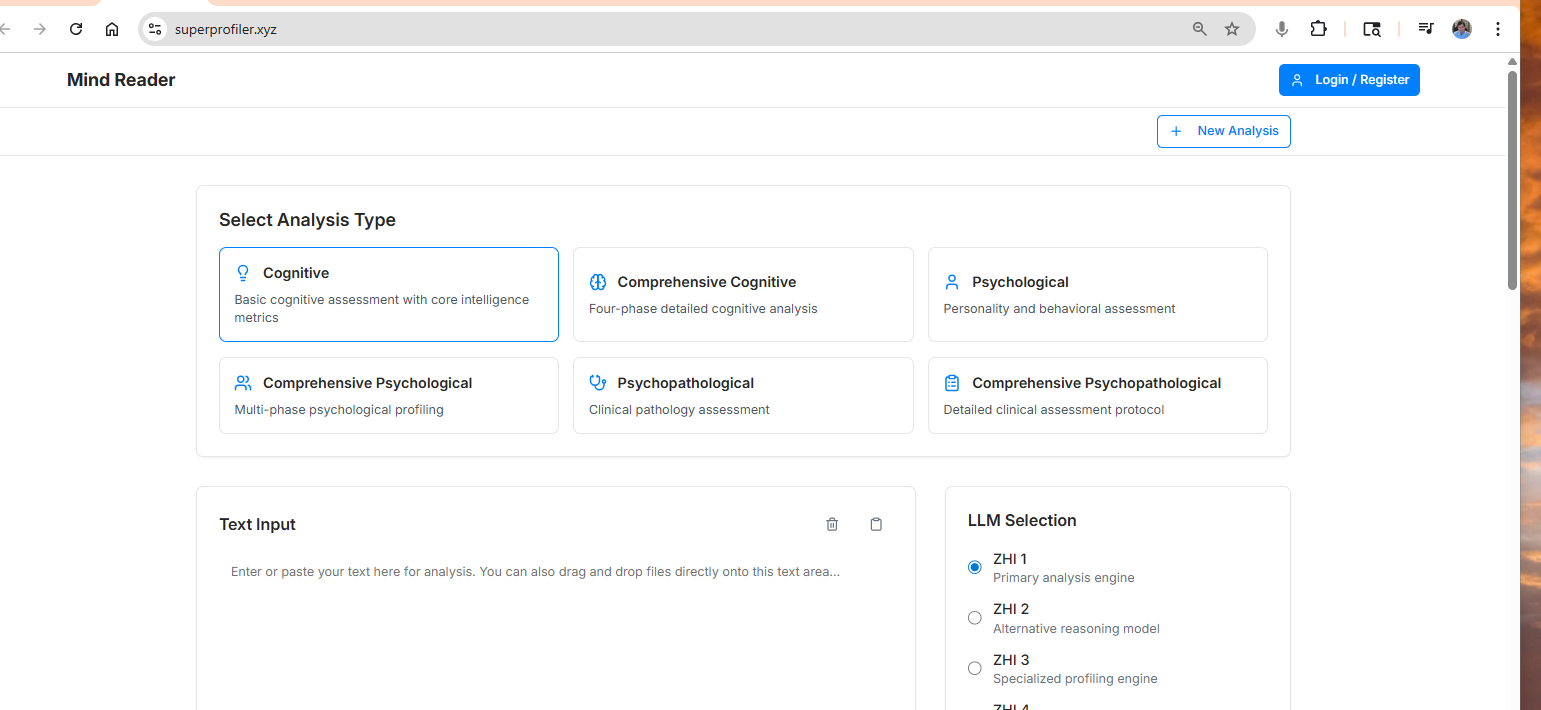 superprofiler.xyz
Mind Reader
Login / Register
New Analysis
Select Analysis Type
Cognitive
Basic cognitive assessment with core intelligence
metrics
Comprehensive Cognitive
Four-phase detailed cognitive analysis
Psychological
Personality and behavioral assessment
Comprehensive Psychological
Multi-phase psychological profiling
Psychopathological
Clinical pathology assessment
Comprehensive Psychopathological
Detailed clinical assessment protocol
Text Input
Enter or paste your text here for analysis. You can also drag and drop files directly onto this text area...
LLM Selection
ZHI 1
Primary analysis engine
ZHI 2
Alternative reasoning model
ZHI 3
Specialized profiling engine
ZHI 4